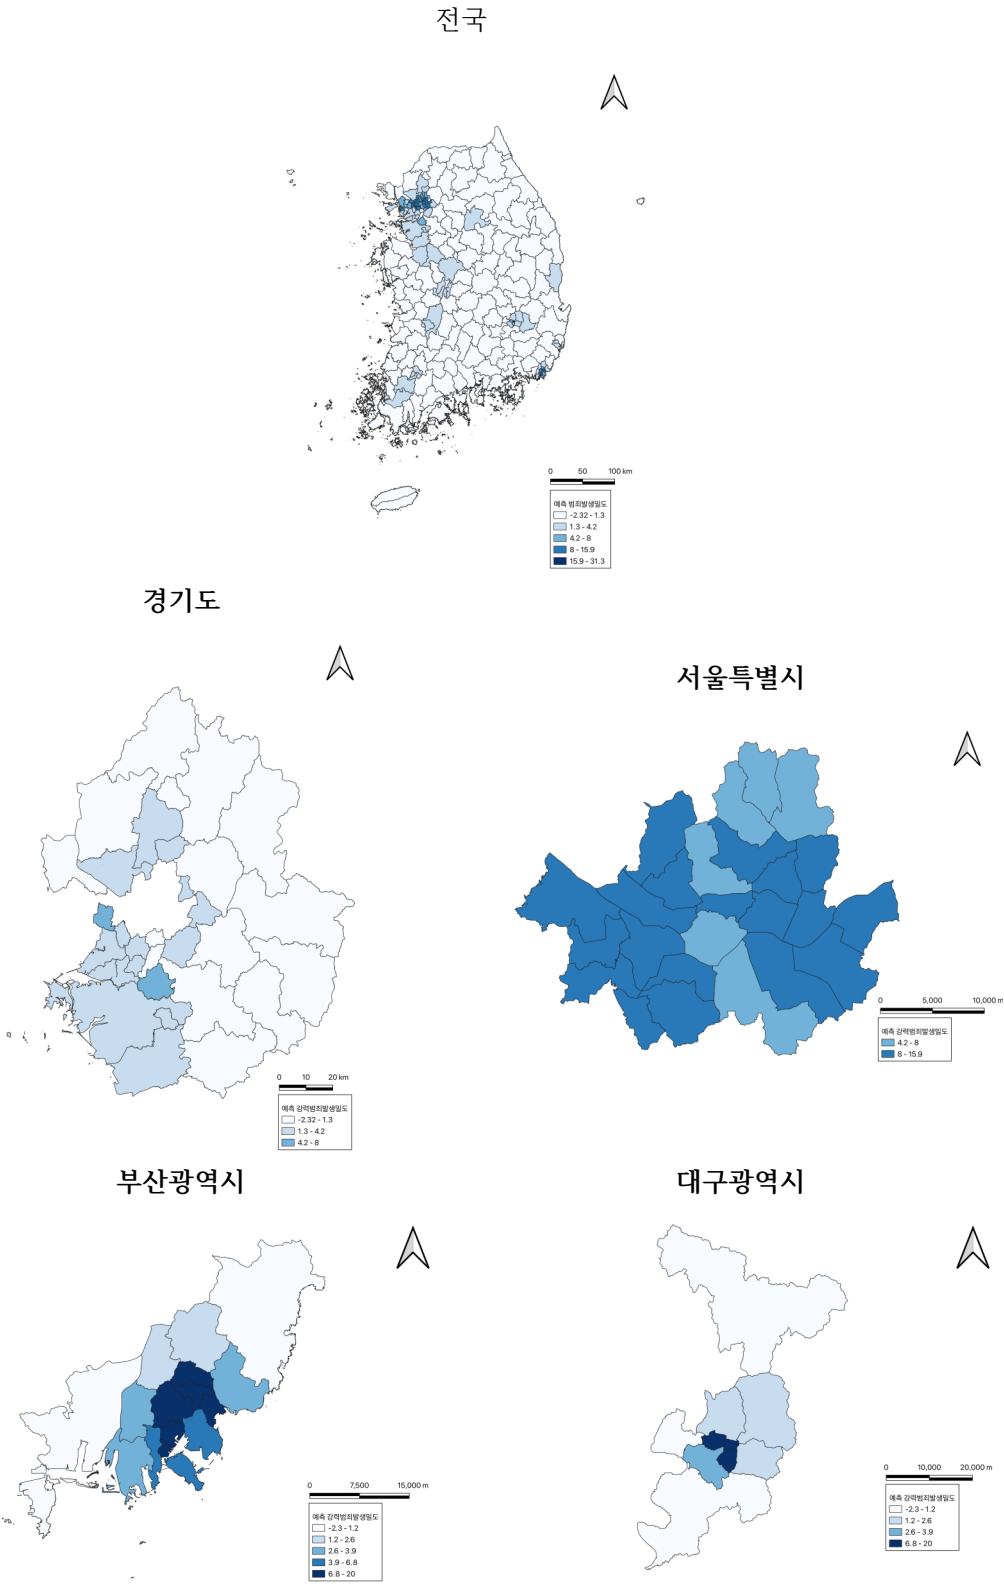 전국
0 50 100 km
예측 범죄발생밀도
-2.32 - 1.3
1.3 - 4.2
4.2 - 8
8 - 15.9
15.9 - 31.3
경기도
0 10 20 km
예측 강력범죄발생밀도
-2.32 - 1.3
1.3 - 4.2
4.2 - 8
서울특별시
0 5,000 10,000 m
예측 강력범죄발생밀도
4.2 - 8
8 - 15.9
부산광역시
0 7,500 15,000 m
예측 강력범죄발생밀도
-2.3 - 1.2
1.2 - 2.6
2.6 - 3.9
3.9 - 6.8
6.8 - 20
대구광역시
0 10,000 20,000 m
예측 강력범죄발생밀도
-2.3 - 1.2
1.2 - 2.6
2.6 - 3.9
6.8 - 20